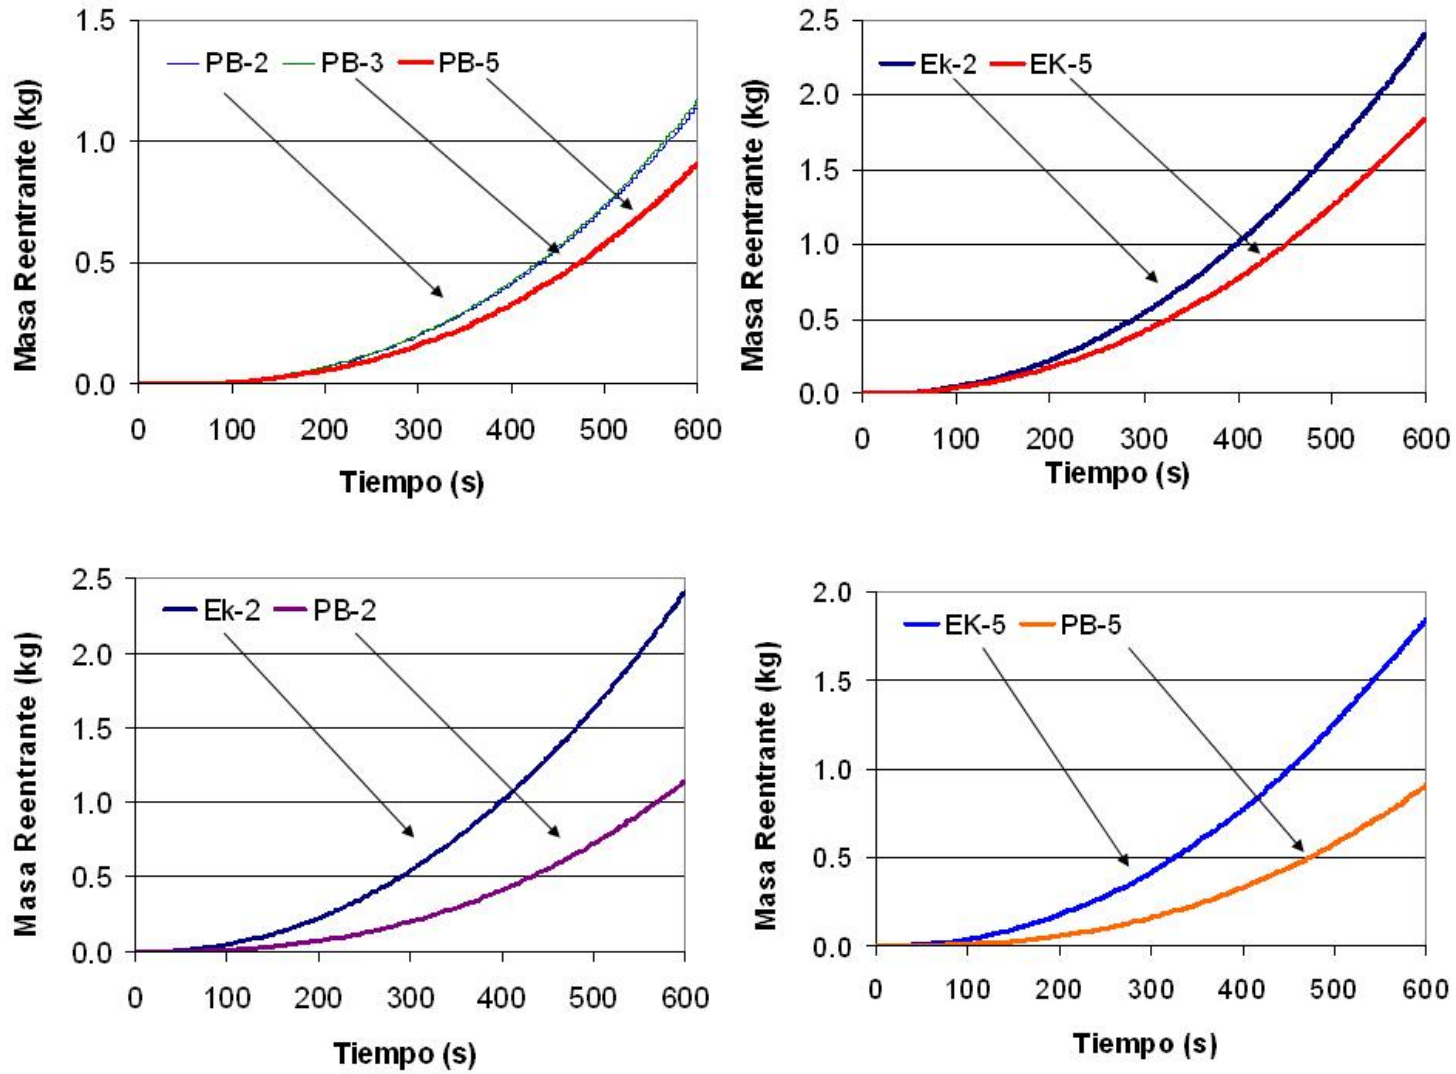 Masa Reentrante (kg)
1.5
1.0
0.5
0.0
PB-2 PB-3 PB-5
0 100 200 300 400 500 600
Tiempo (s)
Masa Reentrante (kg)
2.5
2.0
1.5
1.0
0.5
0.0
Ek-2 EK-5
0 100 200 300 400 500 600
Tiempo (s)
Masa Reentrante (kg)
2.5
2.0
1.5
1.0
0.5
0.0
Ek-2 PB-2
0 100 200 300 400 500 600
Tiempo (s)
Masa Reentrante (kg)
2.0
1.5
1.0
0.5
0.0
EK-5 PB-5
0 100 200 300 400 500 600
Tiempo (s)